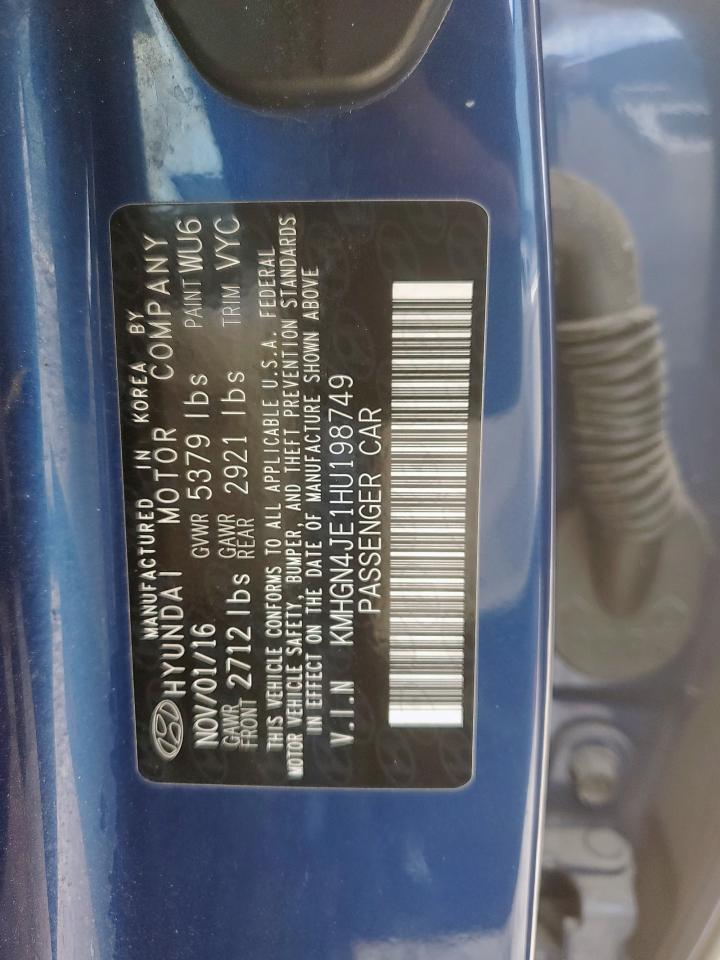 MANUFACTURED IN KOREA BY
HYUNDAI MOTOR COMPANY
NOV/01/16 GVWR 5379 lbs PAINT WU6
GAWR FRONT 2712 lbs GAWR REAR 2921 lbs TRIM VYC
THIS VEHICLE CONFORMS TO ALL APPLICABLE U.S.A. FEDERAL
MOTOR VEHICLE SAFETY, BUMPER, AND THEFT PREVENTION STANDARDS
IN EFFECT ON THE DATE OF MANUFACTURE SHOWN ABOVE
V.I.N KMHGN4JE1HU198749
PASSENGER CAR